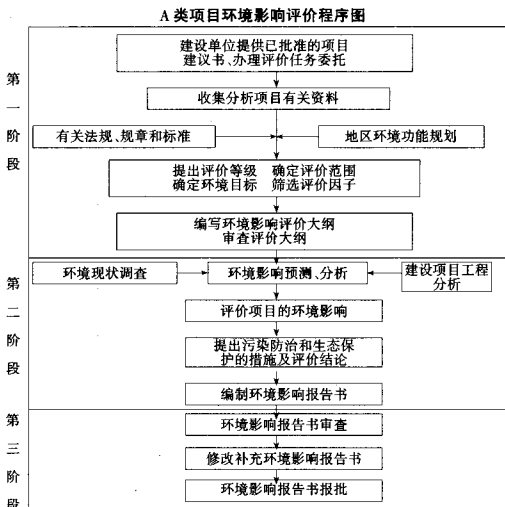 A类项目环境影响评价程序图
第一阶段
建设单位提供已批准的项目
建议书、办理评价任务委托
收集分析项目有关资料
有关法规、规章和标准
地区环境功能规划
提出评价等级 确定评价范围
确定环境目标 筛选评价因子
编写环境影响评价大纲
审查评价大纲
第二阶段
环境现状调查
环境影响预测、分析
建设项目工程
分析
评价项目的环境影响
提出污染防治和生态保
护的措施及评价结论
编制环境影响报告书
第三阶段
环境影响报告书审查
修改补充环境影响报告书
环境影响报告书报批